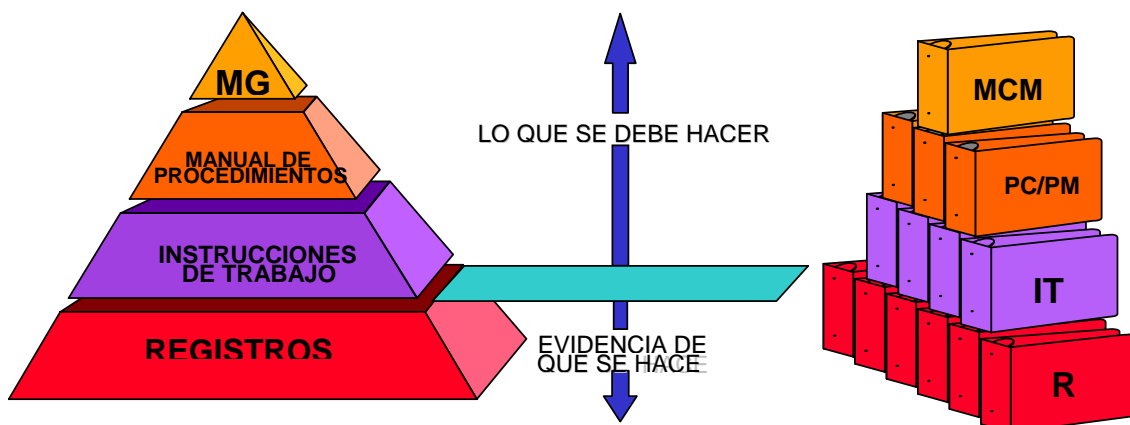 MG
MANUAL DE
PROCEDIMIENTOS
INSTRUCCIONES
DE TRABAJO
REGISTROS
LO QUE SE DEBE HACER
EVIDENCIA DE
QUE SE HACE
MCM
PC/PM
IT
R